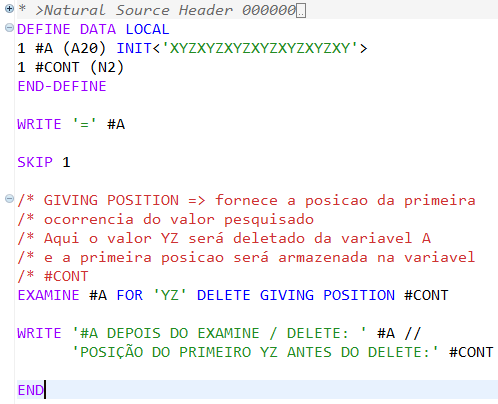 * >Natural Source Header 000000..
DEFINE DATA LOCAL
1 #A (A20) INIT<'XYZXYZXYZXYZXYZXYZXY'>
1 #CONT (N2)
END-DEFINE
WRITE '=' #A
SKIP 1
/* GIVING POSITION => fornece a posicao da primeira
/* ocorrencia do valor pesquisado
/* Aqui o valor YZ será deletado da variavel A
/* e a primeira posicao será armazenada na variavel
/* #CONT
EXAMINE #A FOR 'YZ' DELETE GIVING POSITION #CONT
WRITE '#A DEPOIS DO EXAMINE / DELETE: ' #A //
'POSIÇÃO DO PRIMEIRO YZ ANTES DO DELETE:' #CONT
END